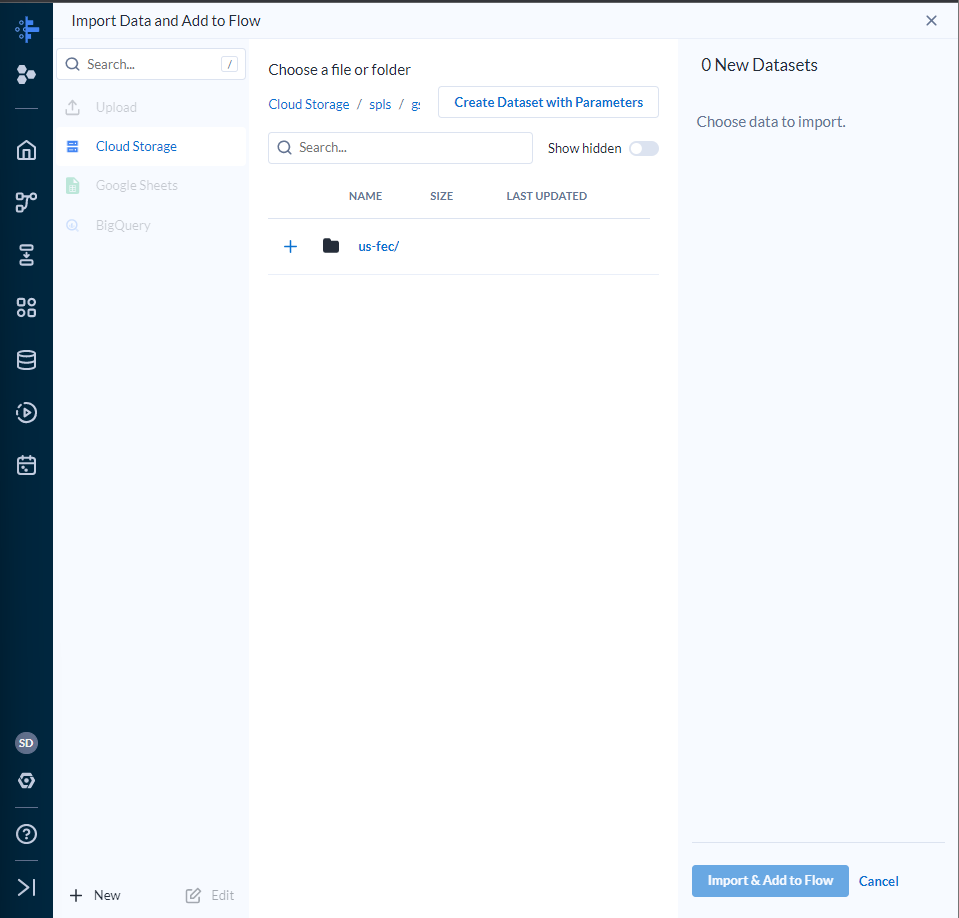 Import Data and Add to Flow
Search...
/
Upload
Cloud Storage
Google Sheets
BigQuery
New
Edit
Choose a file or folder
Cloud Storage / spls /
Create Dataset with Parameters
Search...
Show hidden
NAME SIZE LAST UPDATED
us-fec/
0 New Datasets
Choose data to import.
Import & Add to Flow
Cancel
SD